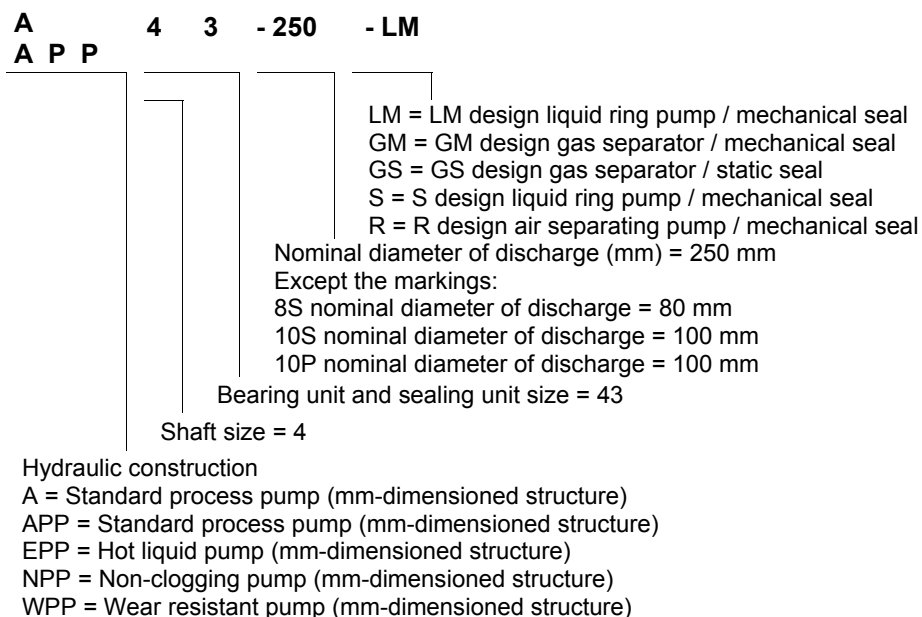 A
4 3 - 250 - LM
A P P
LM = LM design liquid ring pump / mechanical seal
GM = GM design gas separator / mechanical seal
GS = GS design gas separator / static seal
S = S design liquid ring pump / mechanical seal
R = R design air separating pump / mechanical seal
Nominal diameter of discharge (mm) = 250 mm
Except the markings:
8S nominal diameter of discharge = 80 mm
10S nominal diameter of discharge = 100 mm
10P nominal diameter of discharge = 100 mm
Bearing unit and sealing unit size = 43
Shaft size = 4
Hydraulic construction
A = Standard process pump (mm-dimensioned structure)
APP = Standard process pump (mm-dimensioned structure)
EPP = Hot liquid pump (mm-dimensioned structure)
NPP = Non-clogging pump (mm-dimensioned structure)
WPP = Wear resistant pump (mm-dimensioned structure)